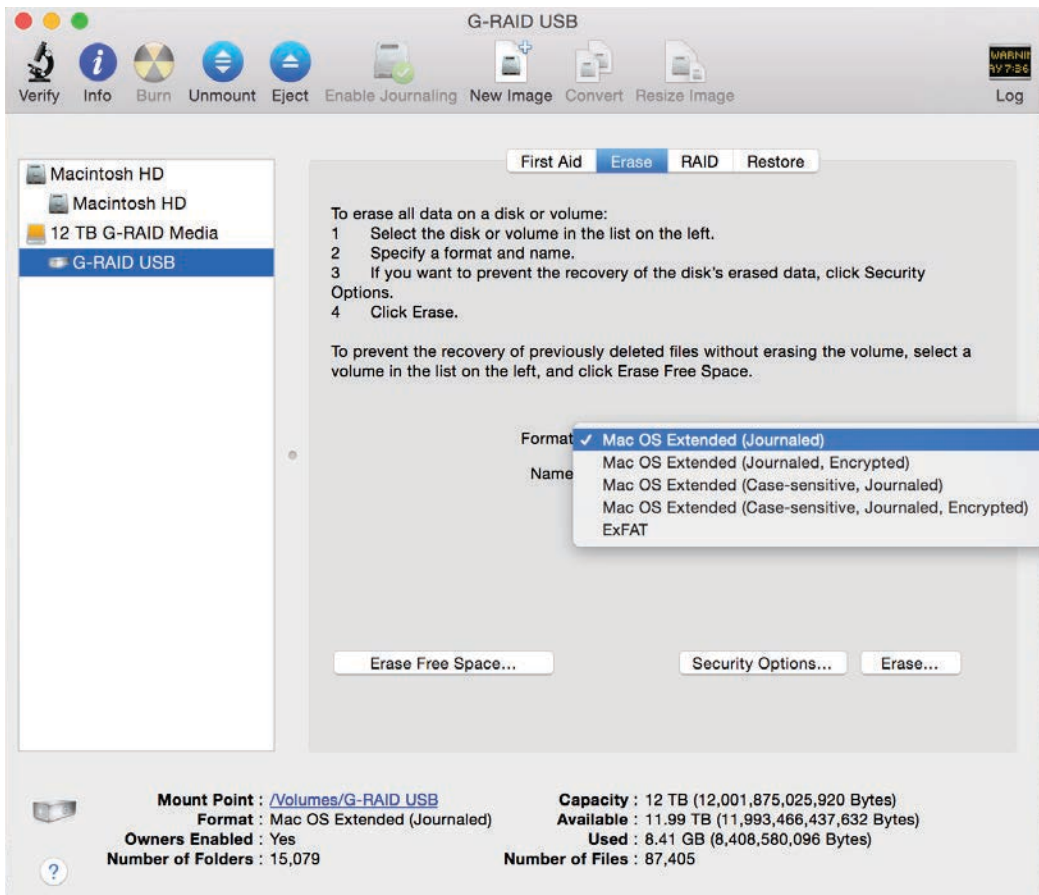 G-RAID USB
Verify Info Burn Unmount Eject Enable Journaling New Image Convert Resize Image Log
WARNIN
AY 7:36
Macintosh HD
Macintosh HD
12 TB G-RAID Media
G-RAID USB
First Aid Erase RAID Restore
To erase all data on a disk or volume:
1 Select the disk or volume in the list on the left.
2 Specify a format and name.
3 If you want to prevent the recovery of the disk's erased data, click Security
Options.
4 Click Erase.
To prevent the recovery of previously deleted files without erasing the volume, select a
volume in the list on the left, and click Erase Free Space.
Format ✓ Mac OS Extended (Journaled)
Mac OS Extended (Journaled, Encrypted)
Name
Mac OS Extended (Case-sensitive, Journaled)
Mac OS Extended (Case-sensitive, Journaled, Encrypted)
ExFAT
Erase Free Space... Security Options... Erase...
Mount Point : /Volumes/G-RAID USB Capacity : 12 TB (12,001,875,025,920 Bytes)
Format : Mac OS Extended (Journaled) Available : 11.99 TB (11,993,466,437,632 Bytes)
Owners Enabled : Yes Used : 8.41 GB (8,408,580,096 Bytes)
Number of Folders : 15,079 Number of Files : 87,405
?